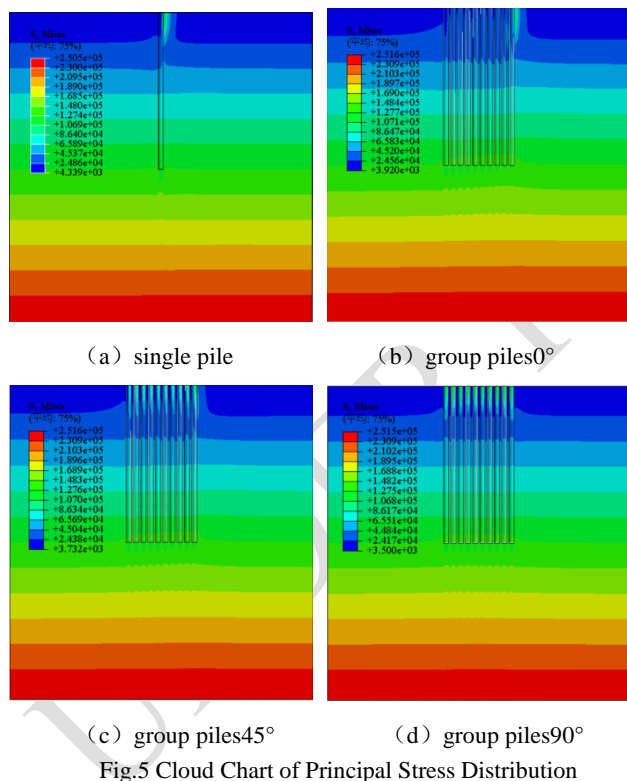 S, Mises
(平均: 75%)
+2.505e+05
+2.300e+05
+2.095e+05
+1.890e+05
+1.685e+05
+1.480e+05
+1.274e+05
+1.069e+05
+8.640e+04
+6.589e+04
+4.537e+04
+2.486e+04
+4.339e+03
(a) single pile
S, Mises
(平均: 75%)
+2.516e+05
+2.309e+05
+2.103e+05
+1.897e+05
+1.690e+05
+1.484e+05
+1.277e+05
+1.071e+05
+8.647e+04
+6.583e+04
+4.520e+04
+2.456e+04
+3.920e+03
(b) group piles0°
S, Mises
(平均: 75%)
+2.516e+05
+2.309e+05
+2.103e+05
+1.896e+05
+1.689e+05
+1.483e+05
+1.276e+05
+1.070e+05
+8.634e+04
+6.569e+04
+4.504e+04
+2.438e+04
+3.732e+03
(c) group piles45°
S, Mises
(平均: 75%)
+2.515e+05
+2.309e+05
+2.102e+05
+1.895e+05
+1.688e+05
+1.482e+05
+1.275e+05
+1.068e+05
+8.617e+04
+6.551e+04
+4.484e+04
+2.417e+04
+3.500e+03
(d) group piles90°
Fig.5 Cloud Chart of Principal Stress Distribution